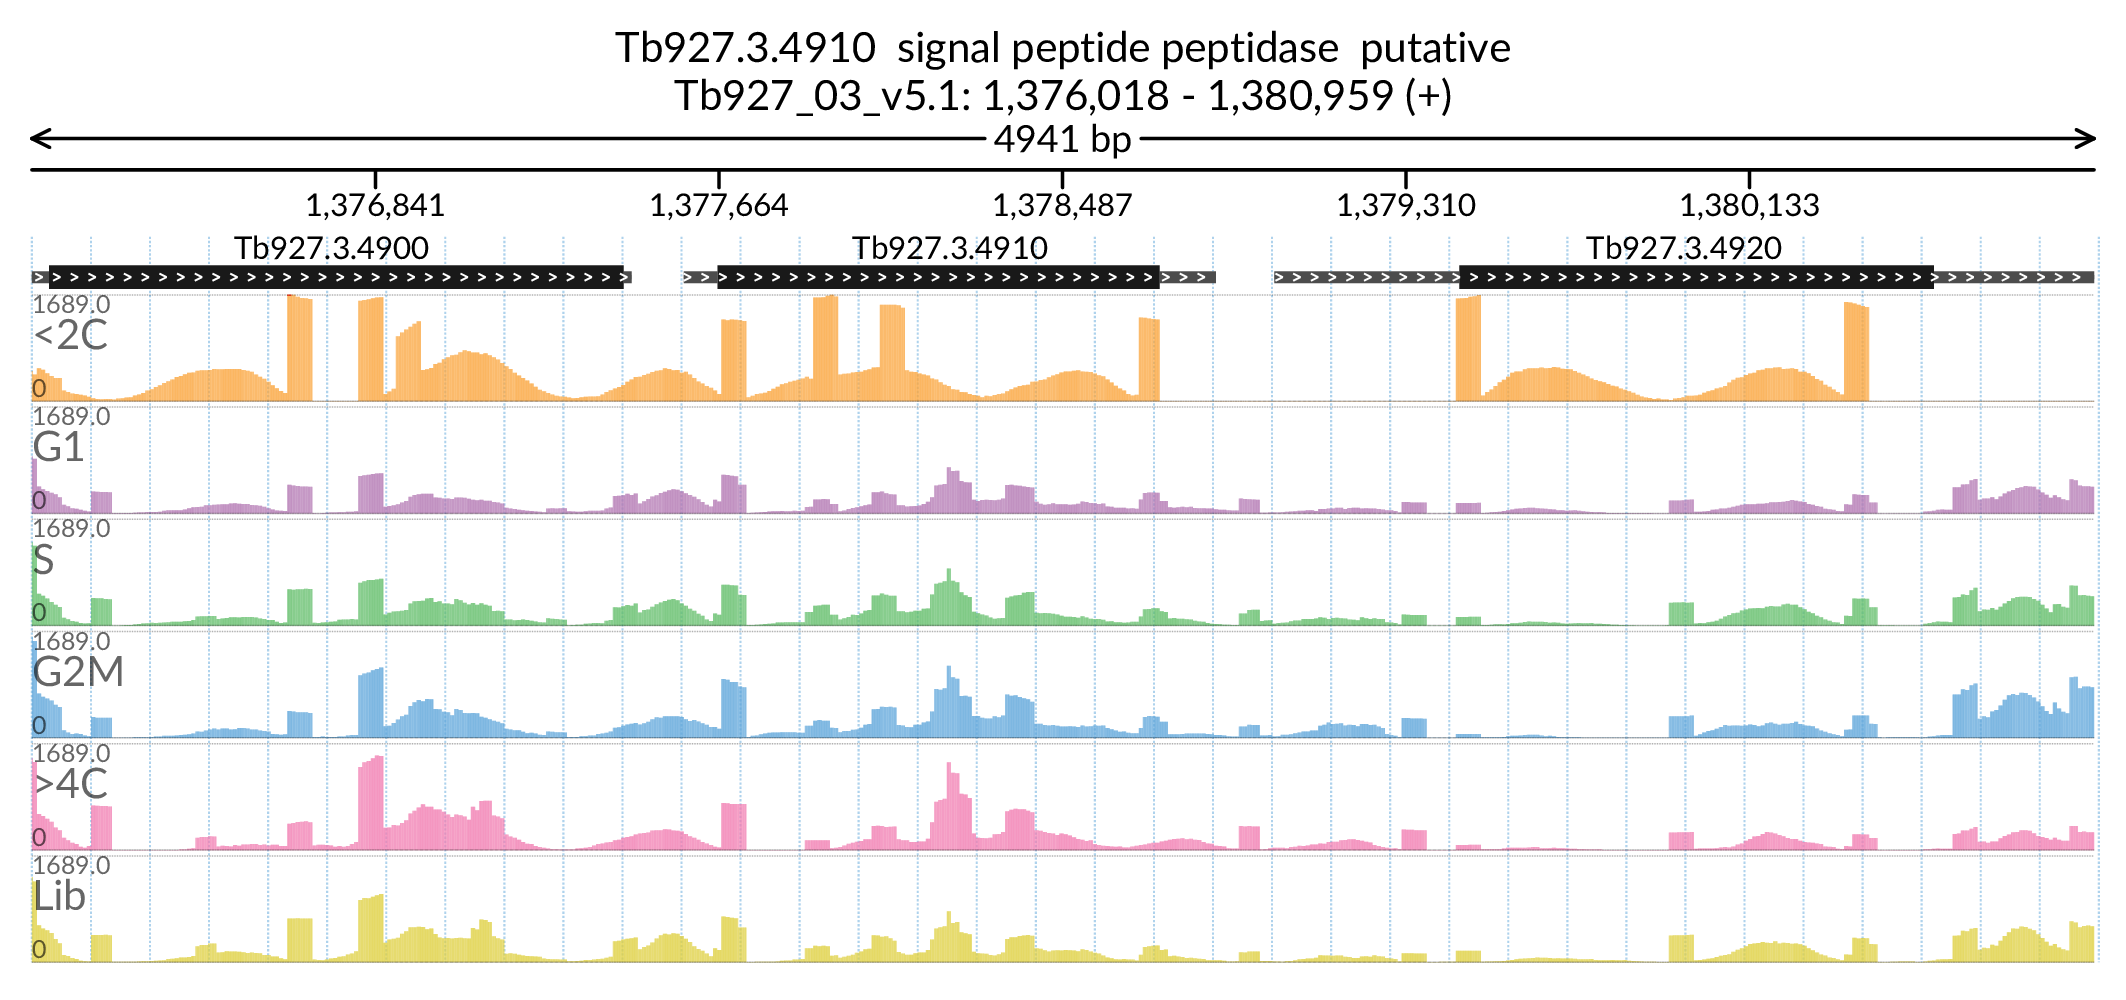 Tb927.3.4910  signal peptide peptidase  putative
Tb927_03_v5.1: 1,376,018 - 1,380,959 (+)
4941 bp
1,376,841 1,377,664 1,378,487 1,379,310 1,380,133
Tb927.3.4900 Tb927.3.4910 Tb927.3.4920
1689.0
<2C
0
1689.0
G1
0
1689.0
S
0
1689.0
G2M
0
1689.0
>4C
0
1689.0
Lib
0